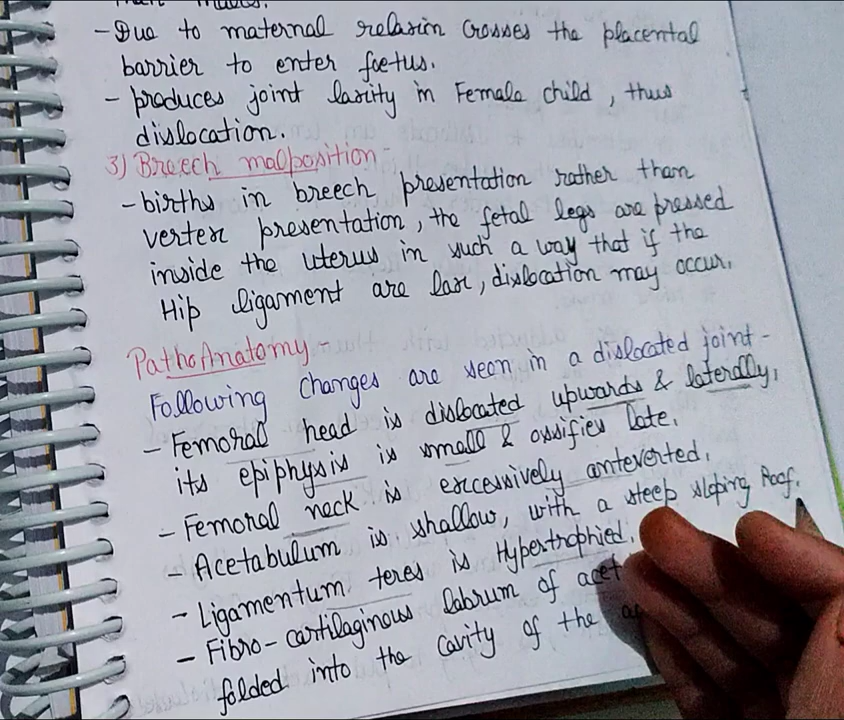 - Due to maternal relaxin crosses the placental
barrier to enter foetus.
- produces joint laxity in Female child, thus
dislocation.
3) Breech malposition -
- births in breech presentation rather than
vertex presentation, the fetal legs are pressed
inside the uterus in such a way that if the
Hip ligament are lax, dislocation may occur.
PathoAnatomy -
Following changes are seen in a dislocated joint -
- Femoral head is dislocated upwards & laterally,
its epiphysis is small & ossifies late.
- Femoral neck is excessively anteverted.
- Acetabulum is shallow, with a steep sloping Roof.
- Ligamentum teres is Hypertrophied.
- Fibro-cartilaginous labrum of
folded into the cavity of the